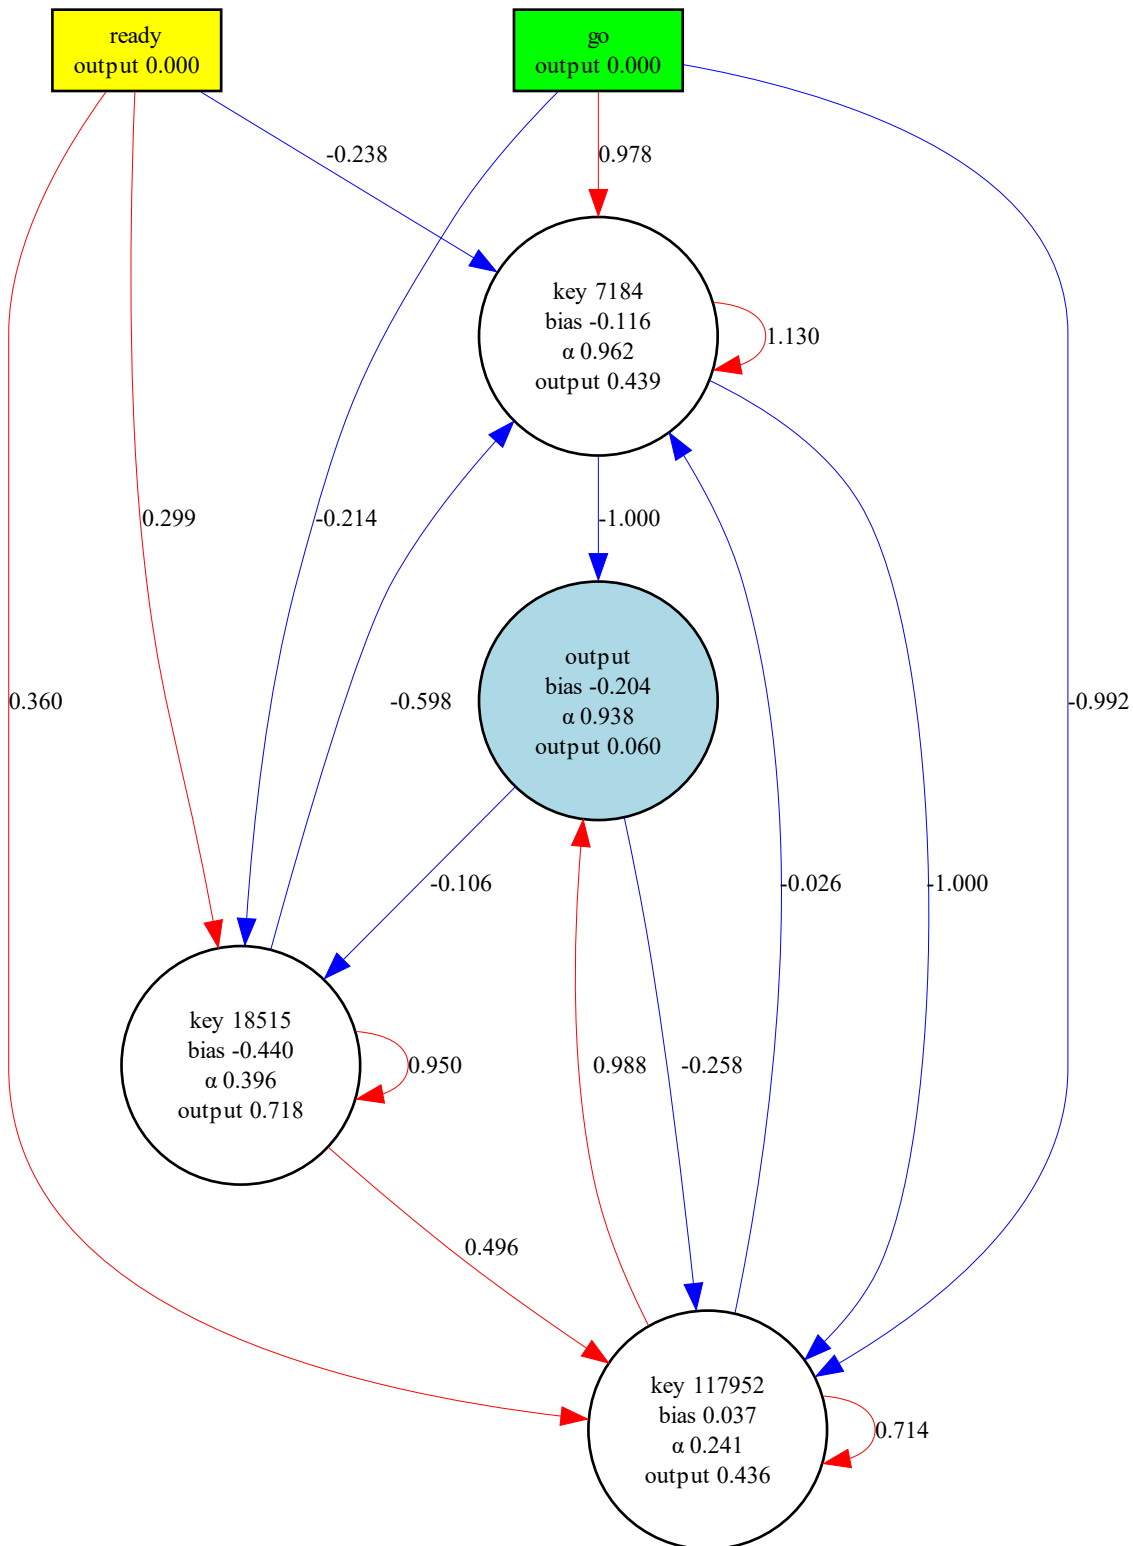 ready
output 0.000
go
output 0.000
-0.238
0.978
key 7184
bias -0.116
α 0.962
output 0.439
1.130
0.299
-0.214
-1.000
output
bias -0.204
α 0.938
output 0.060
0.360
-0.598
-0.992
-0.106
-0.026
-1.000
key 18515
bias -0.440
α 0.396
output 0.718
0.950
0.988
-0.258
0.496
key 117952
bias 0.037
α 0.241
output 0.436
0.714